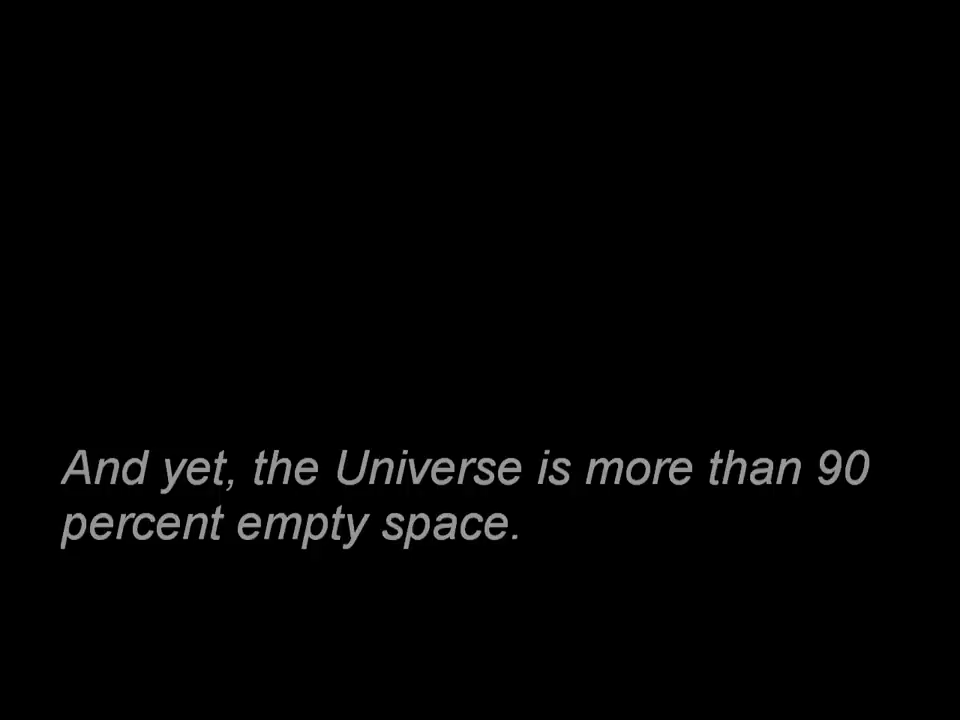 And yet, the Universe is more than 90
percent empty space.